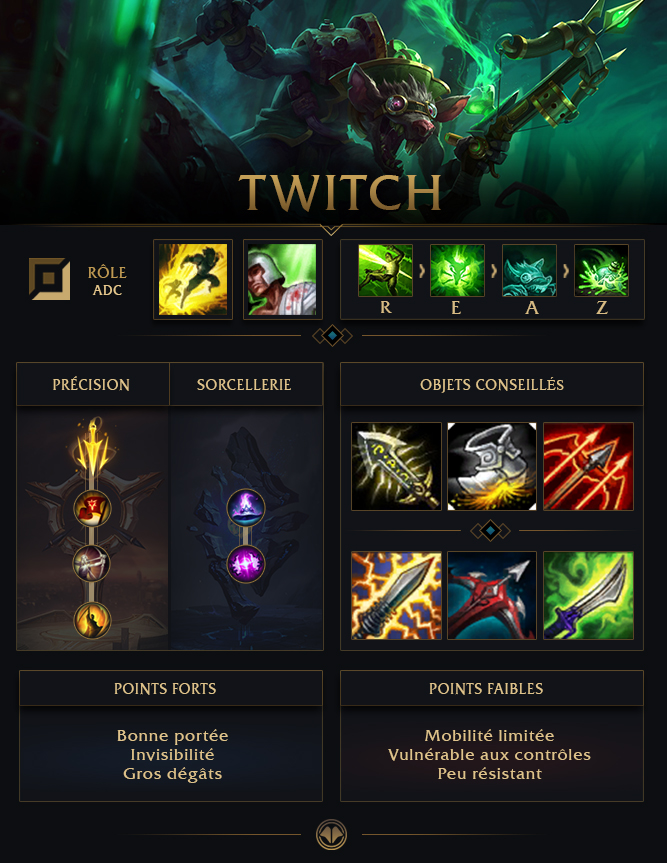 TWITCH
RÔLE
ADC
R
E
A
Z
PRÉCISION
SORCELLERIE
OBJETS CONSEILLÉS
POINTS FORTS
Bonne portée
Invisibilité
Gros dégâts
POINTS FAIBLES
Mobilité limitée
Vulnérable aux contrôles
Peu résistant